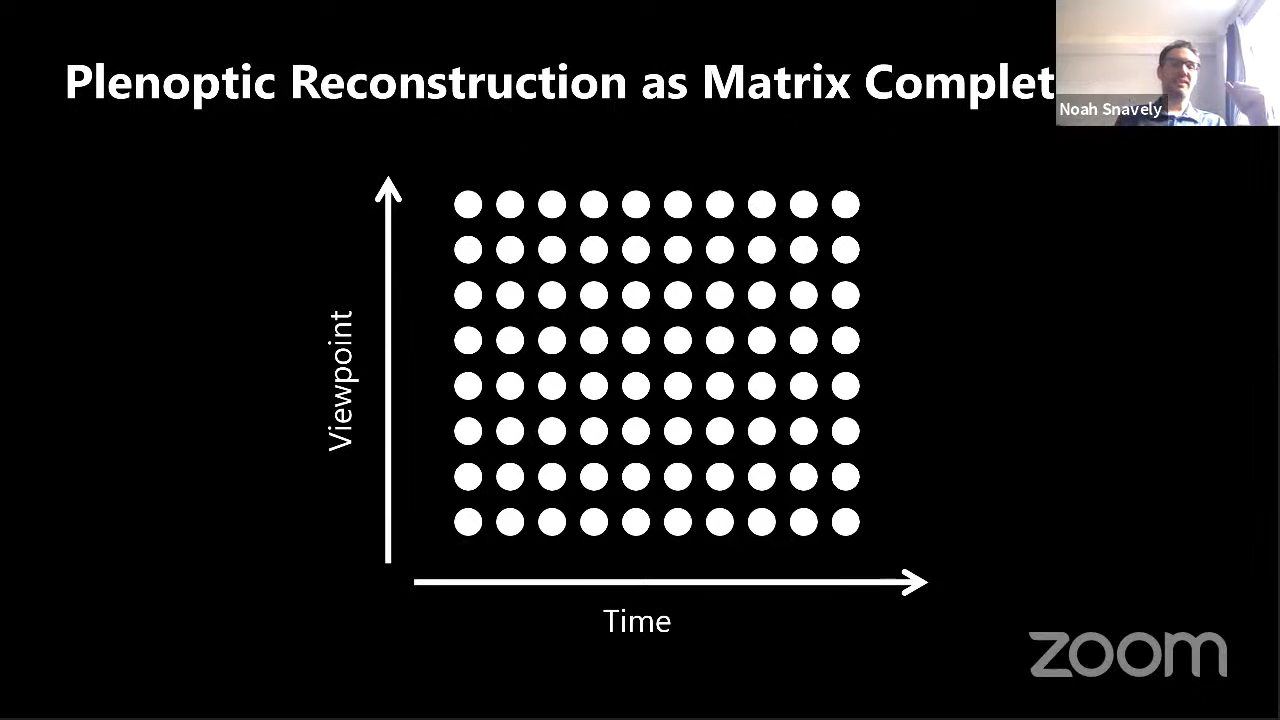 Plenoptic Reconstruction as Matrix Complet
Noah Snavely
Viewpoint
Time
zoom